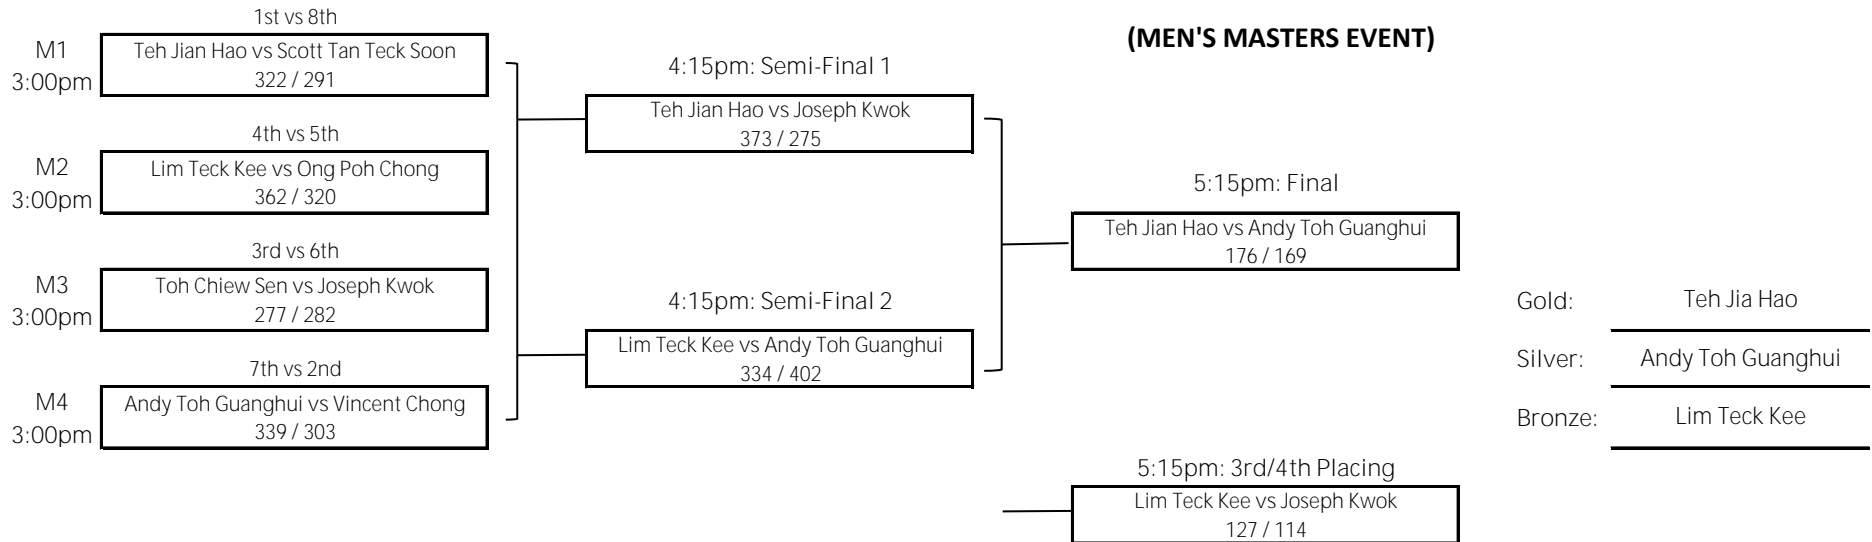 (MEN'S MASTERS EVENT)
1st vs 8th
M1
3:00pm
Teh Jian Hao vs Scott Tan Teck Soon
322 / 291
4th vs 5th
M2
3:00pm
Lim Teck Kee vs Ong Poh Chong
362 / 320
3rd vs 6th
M3
3:00pm
Toh Chiew Sen vs Joseph Kwok
277 / 282
7th vs 2nd
M4
3:00pm
Andy Toh Guanghui vs Vincent Chong
339 / 303
4:15pm: Semi-Final 1
Teh Jian Hao vs Joseph Kwok
373 / 275
4:15pm: Semi-Final 2
Lim Teck Kee vs Andy Toh Guanghui
334 / 402
5:15pm: Final
Teh Jian Hao vs Andy Toh Guanghui
176 / 169
5:15pm: 3rd/4th Placing
Lim Teck Kee vs Joseph Kwok
127 / 114
Gold: Teh Jia Hao
Silver: Andy Toh Guanghui
Bronze: Lim Teck Kee